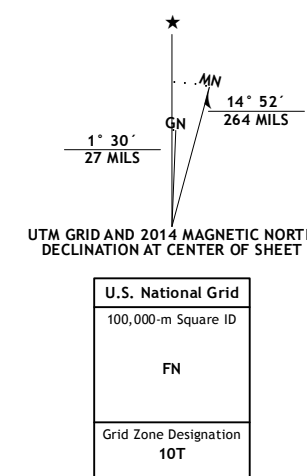 MN
GN
1° 30´
27 MILS
14° 52´
264 MILS
UTM GRID AND 2014 MAGNETIC NORT
DECLINATION AT CENTER OF SHEET
U.S. National Grid
100,000-m Square ID
FN
Grid Zone Designation
10T